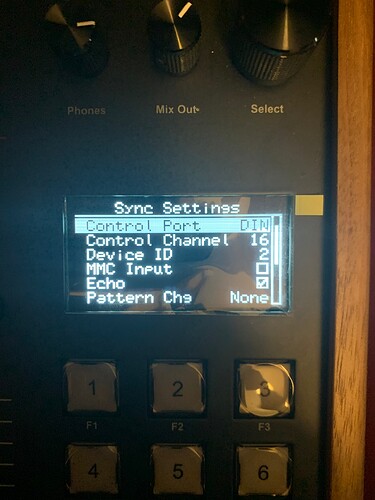 Phones Mix Out Select
Sync Settings
Control Port DIN
Control Channel 16
Device ID 2
MMC Input
Echo
Pattern Chg None
1 2 3
F1 F2 F3
4 5 6